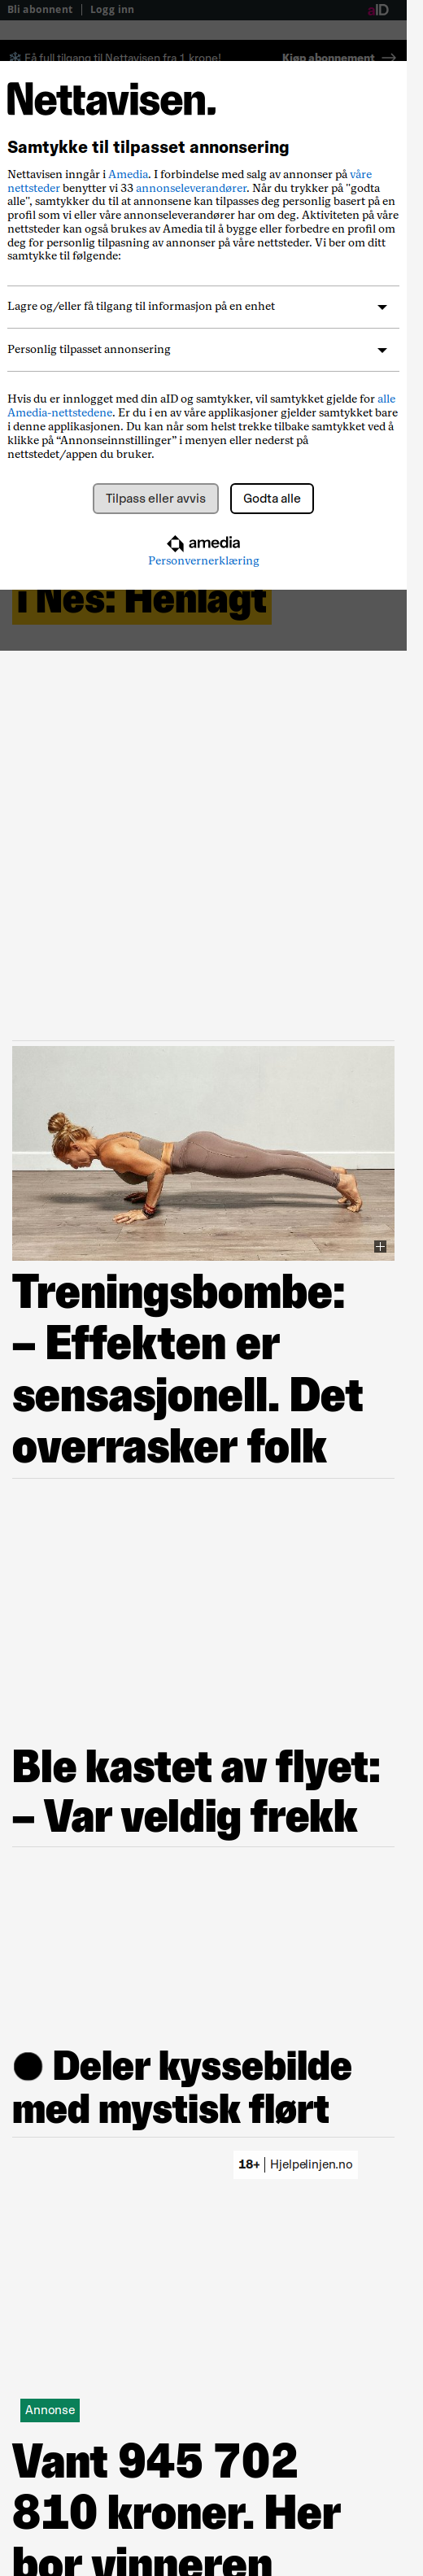 Bli abonnent | Logg inn
aID
Få full tilgang til Nettavisen fra 1 krone!
Kjøp abonnement →
Nettavisen.
Samtykke til tilpasset annonsering
Nettavisen inngår i Amedia. I forbindelse med salg av annonser på våre
nettsteder benytter vi 33 annonseleverandører. Når du trykker på "godta
alle", samtykker du til at annonsene kan tilpasses deg personlig basert på en
profil som vi eller våre annonseleverandører har om deg. Aktiviteten på våre
nettsteder kan også brukes av Amedia til å bygge eller forbedre en profil om
deg for personlig tilpasning av annonser på våre nettsteder. Vi ber om ditt
samtykke til følgende:
Lagre og/eller få tilgang til informasjon på en enhet
Personlig tilpasset annonsering
Hvis du er innlogget med din aID og samtykker, vil samtykket gjelde for alle
Amedia-nettstedene. Er du i en av våre applikasjoner gjelder samtykket bare
i denne applikasjonen. Du kan når som helst trekke tilbake samtykket ved å
klikke på “Annonseinnstillinger” i menyen eller nederst på
nettstedet/appen du bruker.
Tilpass eller avvis
Godta alle
amedia
Personvernerklæring
i Nes: Henlagt
Treningsbombe:
– Effekten er
sensasjonell. Det
overrasker folk
Ble kastet av flyet:
– Var veldig frekk
● Deler kyssebilde
med mystisk flørt
18+ | Hjelpelinjen.no
Annonse
Vant 945 702
810 kroner. Her
bor vinneren